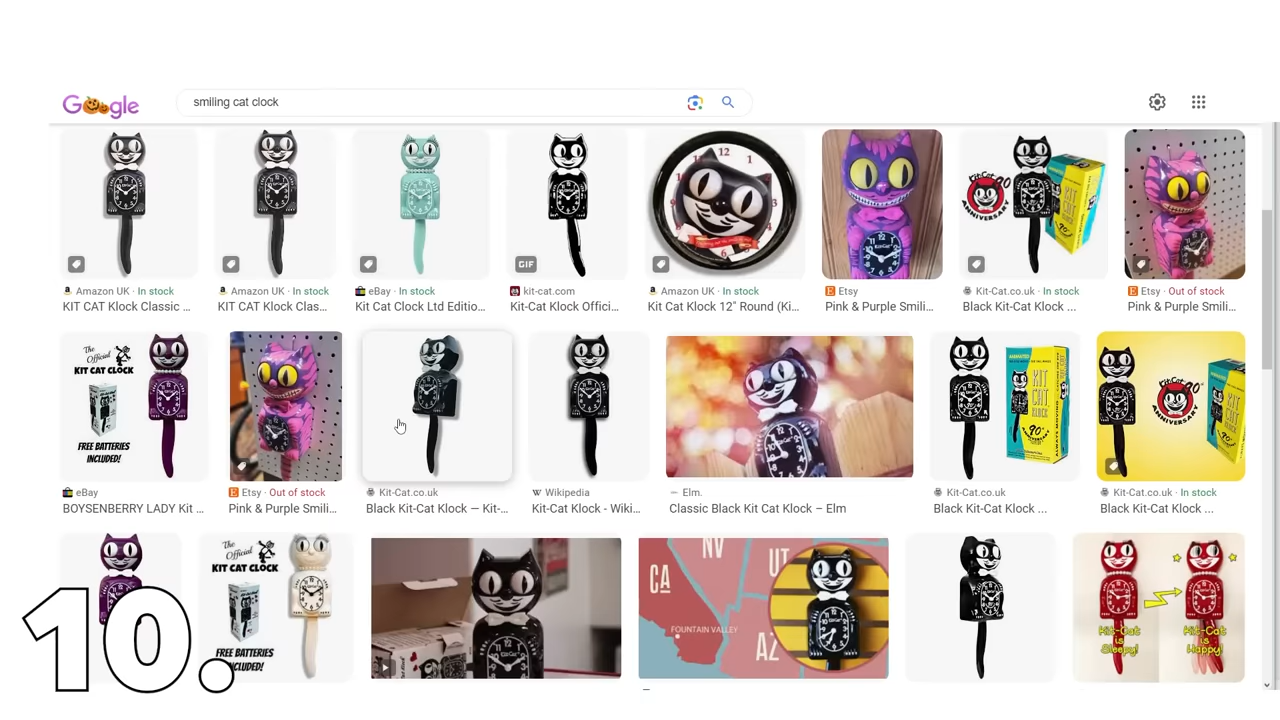 Google
smiling cat clock
GIF
Amazon UK · In stock
KIT CAT Klock Classic ...
Amazon UK · In stock
KIT CAT Klock Clas...
eBay · In stock
Kit Cat Clock Ltd Editio...
kit-cat.com
Kit-Cat Klock Offici...
Amazon UK · In stock
Kit Cat Klock 12" Round (Ki...
Etsy
Pink & Purple Smili...
Kit-Cat.co.uk · In stock
Black Kit-Cat Klock ...
Etsy · Out of stock
Pink & Purple Smili...
The
Official
KIT CAT CLOCK
FREE BATTERIES
INCLUDED!
KIT
CAT
KLOCK
eBay
BOYSENBERRY LADY Kit ...
Etsy · Out of stock
Pink & Purple Smili...
Kit-Cat.co.uk
Black Kit-Cat Klock — Kit-...
Wikipedia
Kit-Cat Klock - Wiki...
Elm.
Classic Black Kit Cat Klock – Elm
Kit-Cat.co.uk
Black Kit-Cat Klock ...
Kit-Cat.co.uk · In stock
Black Kit-Cat Klock ...
The
Official
KIT CAT CLOCK
FREE BATTERIES
CA
NV
UT
AZ
FOUNTAIN VALLEY
Kit-Cat
is
Sleepy!
Kit-Cat
is
Happy!
10.